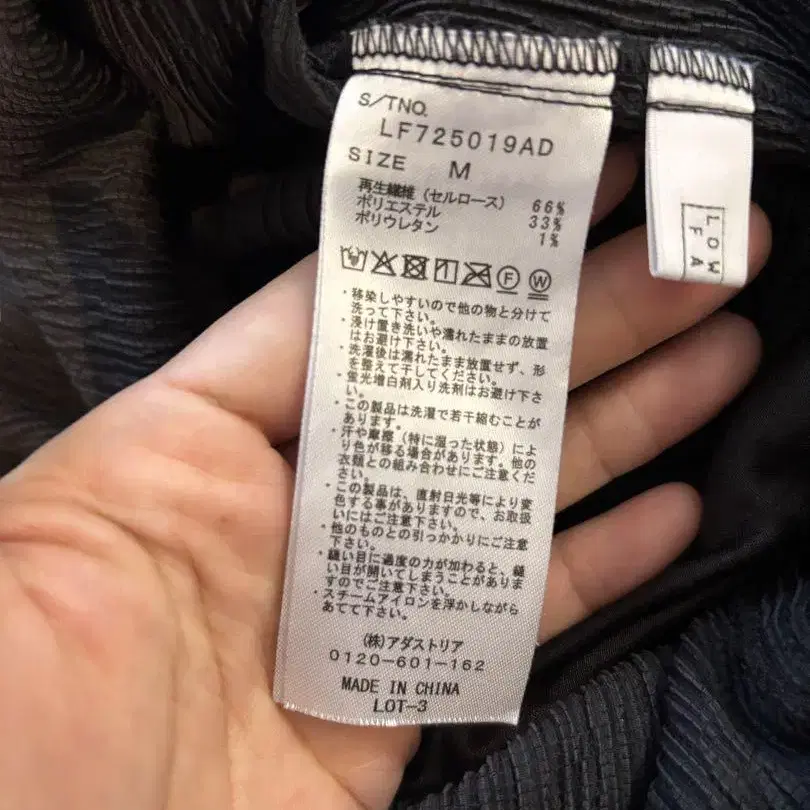 S/TNO.
LF725019AD
SIZE M
再生繊維（セルロース） 66%
ポリエステル 33%
ポリウレタン 1%
F W
・移染しやすいので他の物と分けて
洗って下さい。
・浸け置き洗いや濡れたままの放置
はお避け下さい。
・洗濯後は濡れたまま放置せず、形
を整えて干してください。
・蛍光増白剤入り洗剤はお避け下さ
い。
・この製品は洗濯で若干縮むことが
あります。
・汗や摩擦（特に湿った状態）によ
り色が移る場合があります。他の
衣類との組み合わせにご注意くだ
さい。
・この製品は、直射日光等により変
色する事がありますので、お取扱
いにはご注意下さい。
・他のものとの引っかかりにご注意
下さい。
・縫い目に過度の力が加わると、縫
い目が開いてしまうことがありま
すのでご注意下さい。
・スチームアイロンを浮かしながら
あてて下さい。
(株)アダストリア
0120-601-162
MADE IN CHINA
LOT-3
LOW
FA